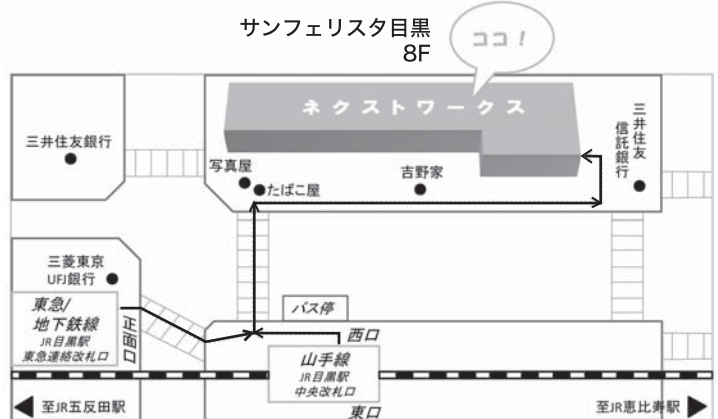 サンフェリスタ目黒
8F
ココ!
ネクストワークス
三井住友銀行
写真屋
たばこ屋
吉野家
三井住友
信託銀行
三菱東京
UFJ銀行
東急/
地下鉄線
JR目黒駅
東急連絡改札口
正面口
バス停
西口
山手線
JR目黒駅
中央改札口
至JR五反田駅
東口
至JR恵比寿駅